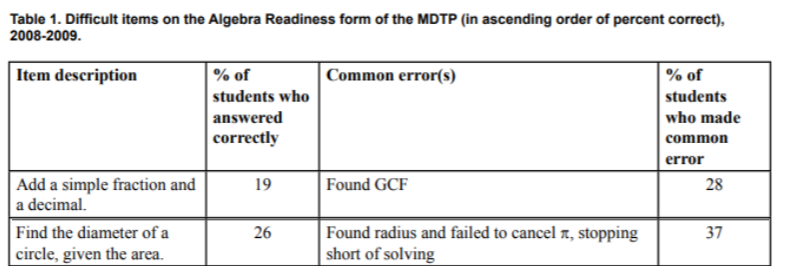 Table 1. Difficult items on the Algebra Readiness form of the MDTP (in ascending order of percent correct),
2008-2009.
Item description
% of
students who
answered
correctly
Common error(s)
% of
students
who made
common
error
Add a simple fraction and
a decimal.
19
Found GCF
28
Find the diameter of a
circle, given the area.
26
Found radius and failed to cancel π, stopping
short of solving
37